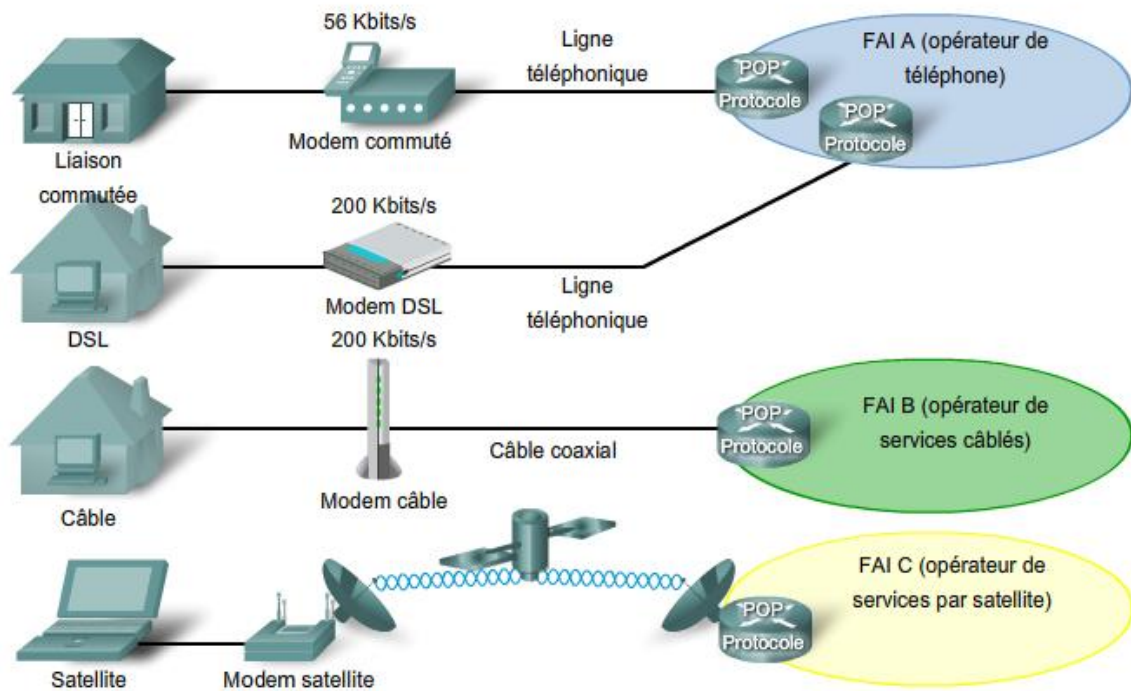 56 Kbits/s
Ligne
téléphonique
FAI A (opérateur de
téléphone)
POP
Protocole
POP
Protocole
Modem commuté
Liaison
commutée
200 Kbits/s
Modem DSL
Ligne
téléphonique
DSL
200 Kbits/s
FAI B (opérateur de
services câblés)
POP
Protocole
Câble coaxial
Modem câble
Câble
FAI C (opérateur de
services par satellite)
POP
Protocole
Satellite
Modem satellite